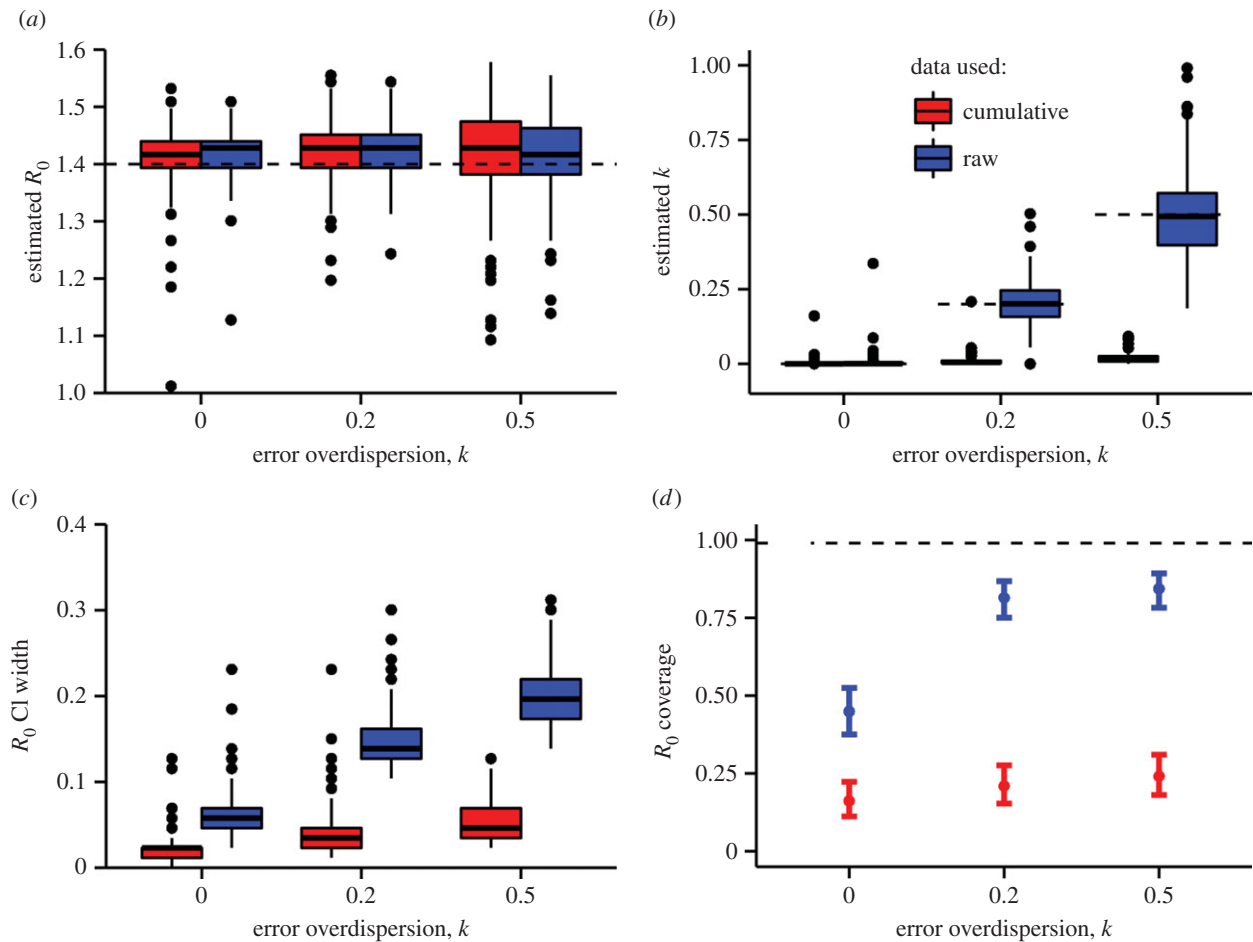 (a)
1.6
1.5
1.4
1.3
1.2
1.1
1.0
estimated R0
0
0.2
0.5
error overdispersion, k
(b)
1.00
0.75
0.50
0.25
0
estimated k
data used:
cumulative
raw
0
0.2
0.5
error overdispersion, k
(c)
0.4
0.3
0.2
0.1
0
R0 CI width
0
0.2
0.5
error overdispersion, k
(d)
1.00
0.75
0.50
0.25
0
R0 coverage
0
0.2
0.5
error overdispersion, k